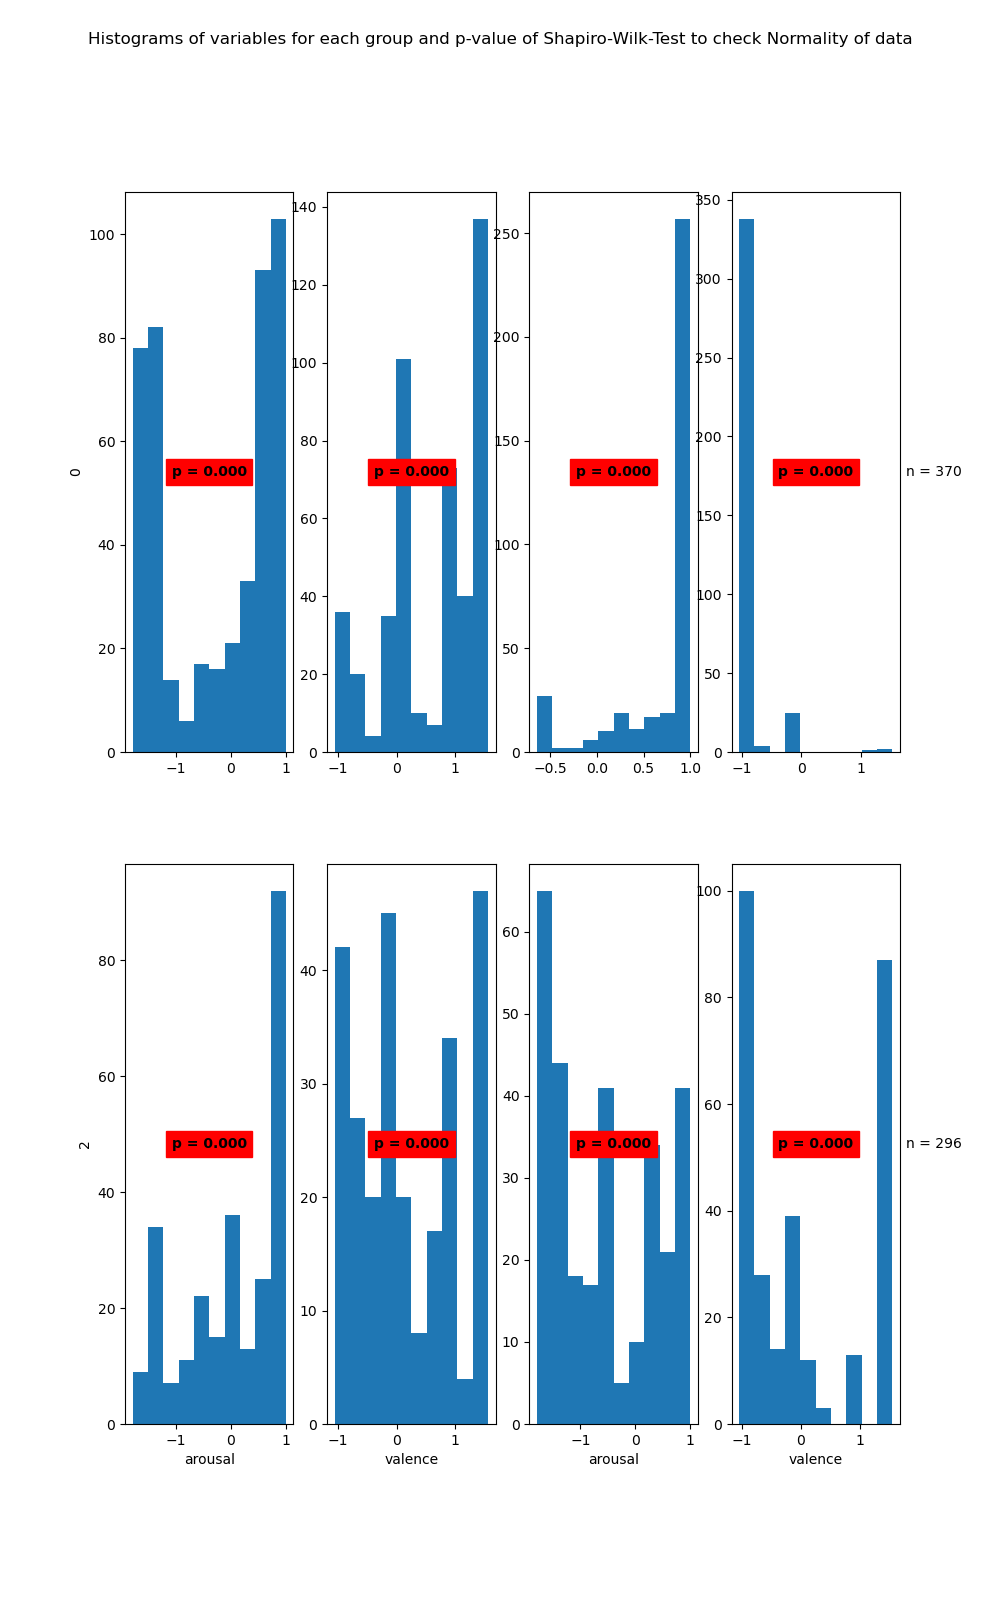 Histograms of variables for each group and p-value of Shapiro-Wilk-Test to check Normality of data
0
100
80
60
40
20
0
−1 0 1
p = 0.000
140
120
100
80
60
40
20
0
−1 0 1
p = 0.000
250
200
150
100
50
0
−0.5 0.0 0.5 1.0
p = 0.000
350
300
250
200
150
100
50
0
−1 0 1
p = 0.000
n = 370
2
80
60
40
20
0
−1 0 1
arousal
p = 0.000
40
30
20
10
0
−1 0 1
valence
p = 0.000
60
50
40
30
20
10
0
−1 0 1
arousal
p = 0.000
100
80
60
40
20
0
−1 0 1
valence
p = 0.000
n = 296